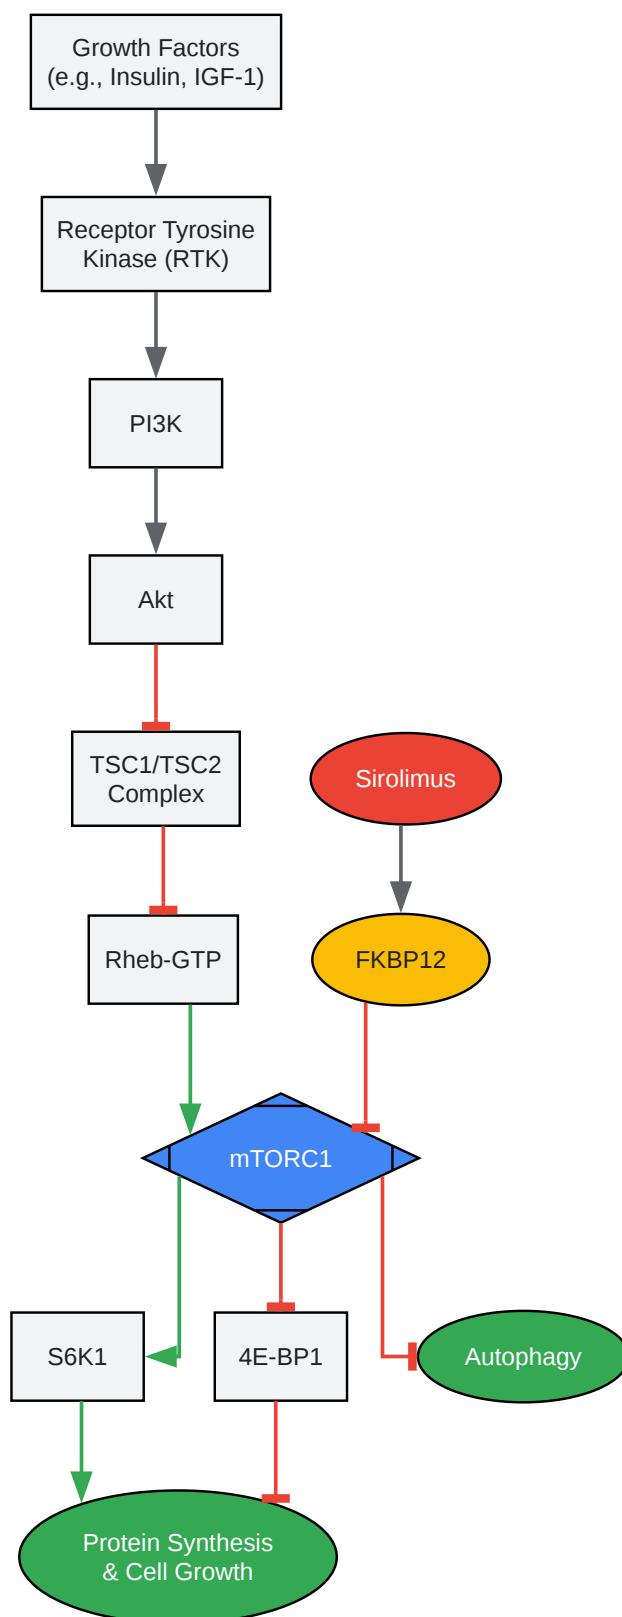 Growth Factors
(e.g., Insulin, IGF-1)
Receptor Tyrosine
Kinase (RTK)
PI3K
Akt
TSC1/TSC2
Complex
Sirolimus
Rheb-GTP
FKBP12
mTORC1
S6K1
4E-BP1
Autophagy
Protein Synthesis
& Cell Growth